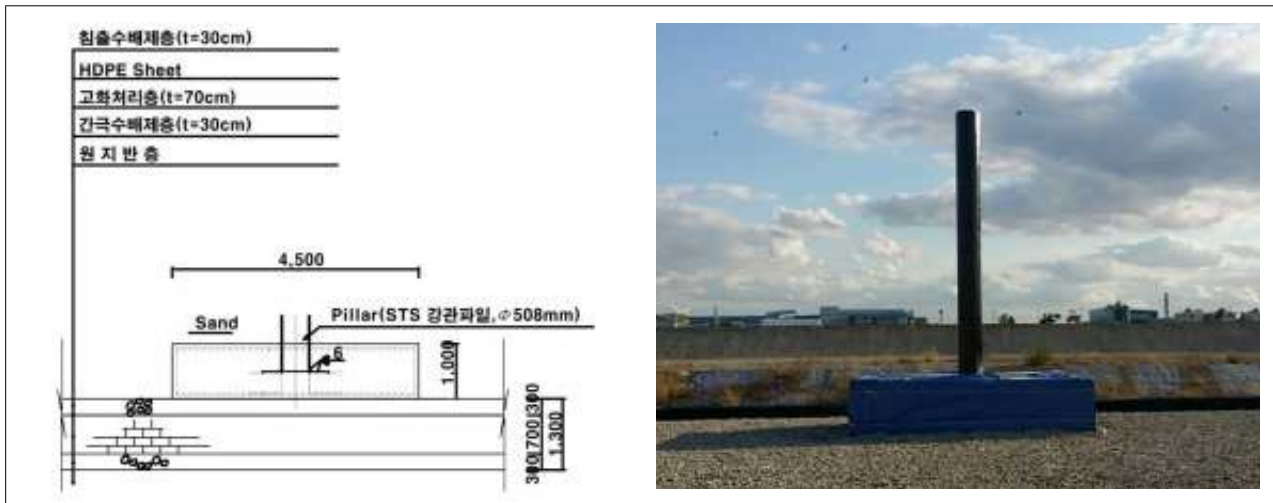 침출수배제층(t=30cm)
HDPE Sheet
고화처리층(t=70cm)
간극수배제층(t=30cm)
원 지 반 층
4,500
Sand
Pillar(STS 강관파일,Φ508mm)
6
1.000
300
700
300
1.300